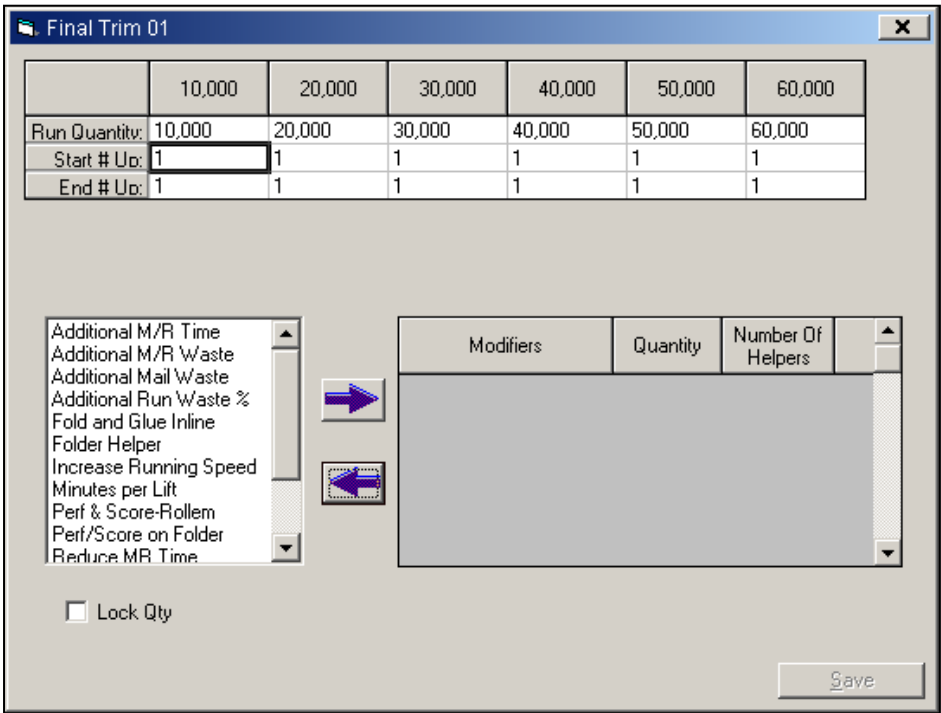 Final Trim 01
10,000 20,000 30,000 40,000 50,000 60,000
Run Quantity: 10,000 20,000 30,000 40,000 50,000 60,000
Start # Up: 1 1 1 1 1 1
End # Up: 1 1 1 1 1 1
Additional M/R Time
Additional M/R Waste
Additional Mail Waste
Additional Run Waste %
Fold and Glue Inline
Folder Helper
Increase Running Speed
Minutes per Lift
Perf & Score-Rollem
Perf/Score on Folder
Reduce MR Time
Modifiers Quantity Number Of
Helpers
Lock Qty
Save